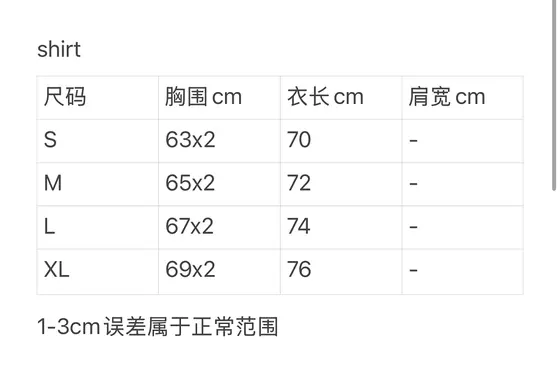 shirt
尺码 胸围cm 衣长cm 肩宽cm
S 63x2 70 -
M 65x2 72 -
L 67x2 74 -
XL 69x2 76 -
1-3cm误差属于正常范围